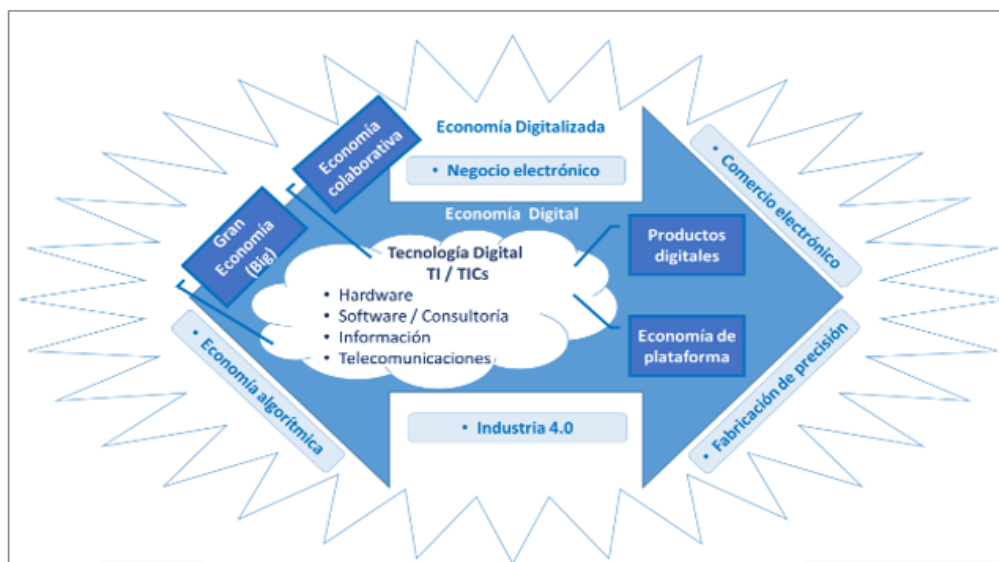 Economía Digitalizada
• Negocio electrónico
Economía
colaborativa
Gran
Economía
(Big)
• Comercio electrónico
Economía Digital
Tecnología Digital
TI / TICs
• Hardware
• Software / Consultoría
• Información
• Telecomunicaciones
Productos
digitales
Economía de
plataforma
• Economía algorítmica
• Industria 4.0
• Fabricación de precisión